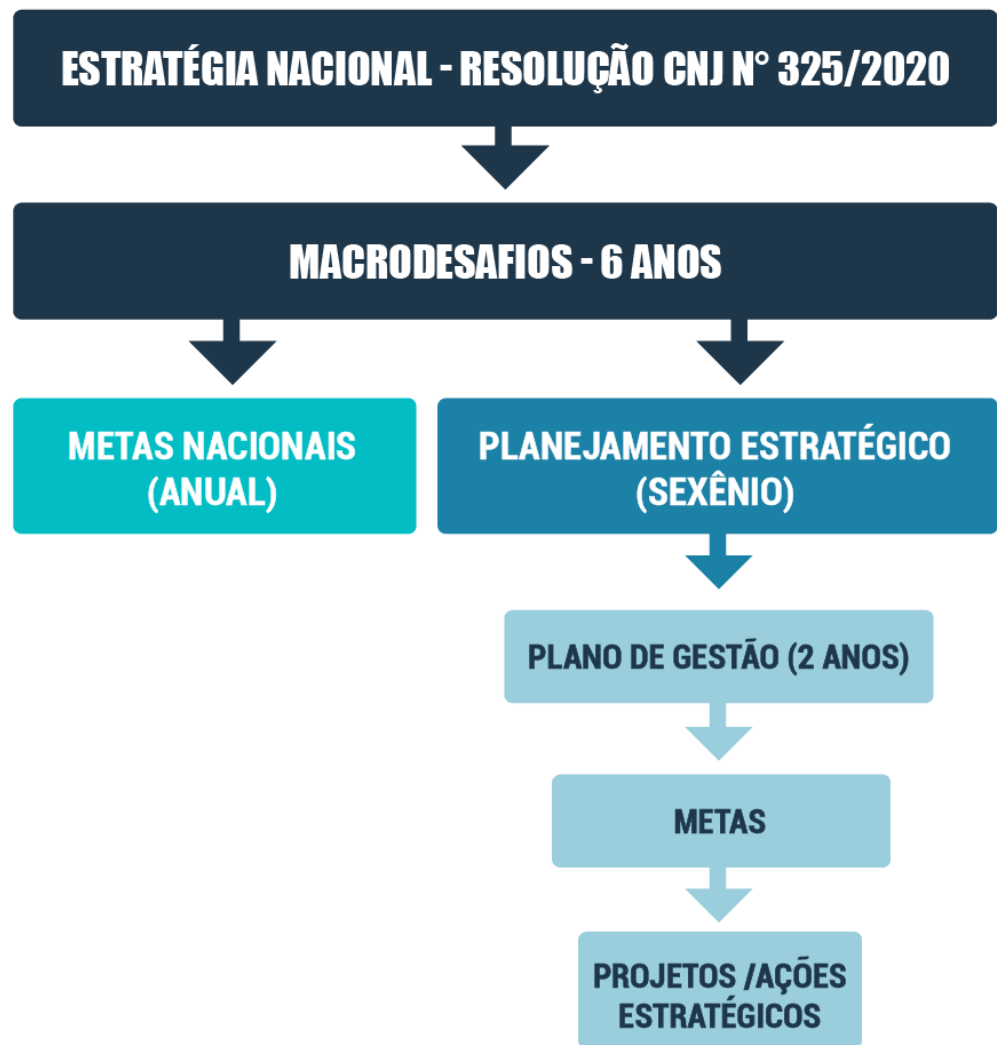 ESTRATÉGIA NACIONAL - RESOLUÇÃO CNJ N° 325/2020
MACRODESAFIOS - 6 ANOS
METAS NACIONAIS
(ANUAL)
PLANEJAMENTO ESTRATÉGICO
(SEXÊNIO)
PLANO DE GESTÃO (2 ANOS)
METAS
PROJETOS /AÇÕES
ESTRATÉGICOS